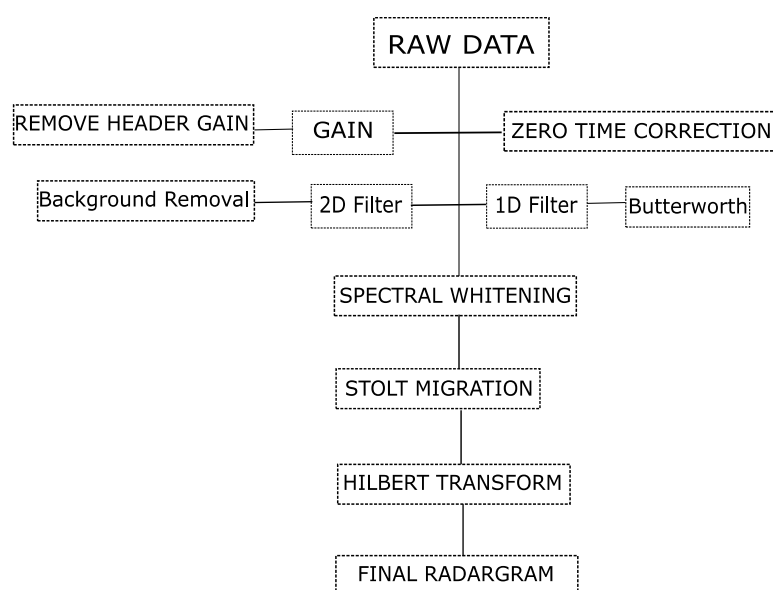 RAW DATA
REMOVE HEADER GAIN
GAIN
ZERO TIME CORRECTION
Background Removal
2D Filter
1D Filter
Butterworth
SPECTRAL WHITENING
STOLT MIGRATION
HILBERT TRANSFORM
FINAL RADARGRAM